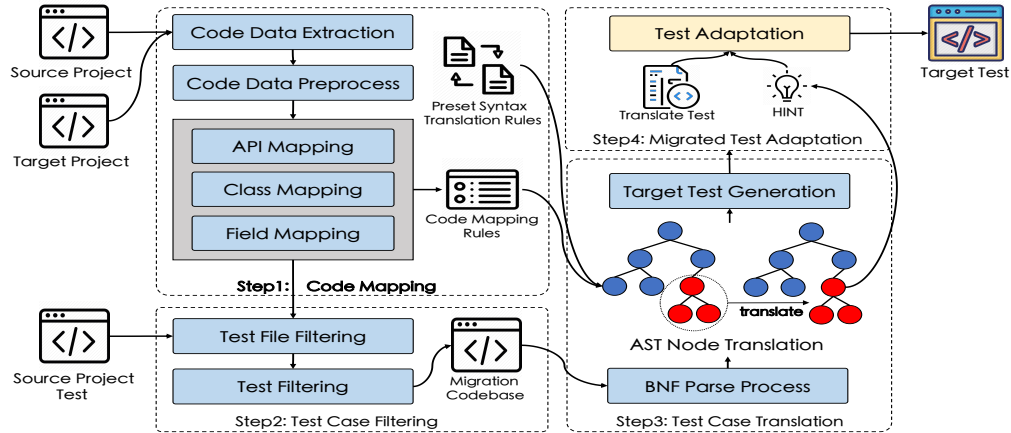 Source Project
Target Project
Code Data Extraction
Code Data Preprocess
API Mapping
Class Mapping
Field Mapping
Preset Syntax
Translation Rules
Code Mapping
Rules
Step1: Code Mapping
Source Project
Test
Test File Filtering
Test Filtering
Migration
Codebase
Step2: Test Case Filtering
Test Adaptation
Translate Test
HINT
Step4: Migrated Test Adaptation
Target Test
Target Test Generation
translate
AST Node Translation
BNF Parse Process
Step3: Test Case Translation